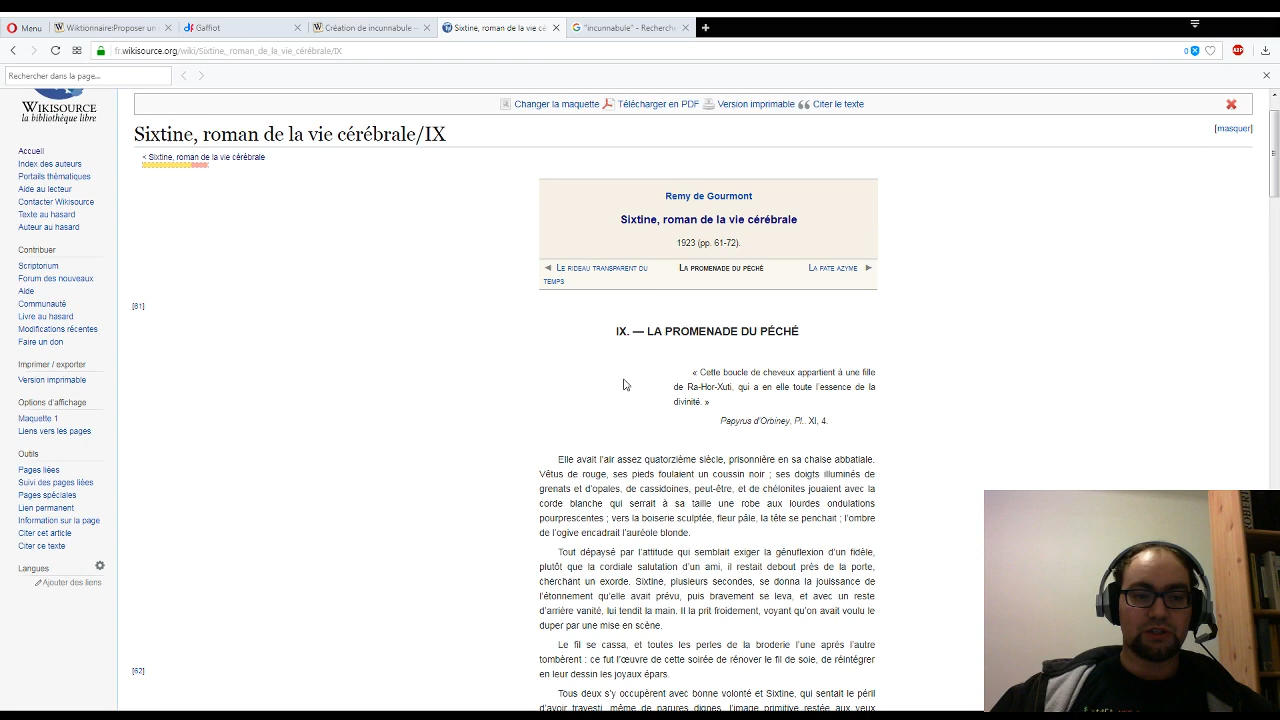 Menu
Wiktionnaire:Proposer un
Gaffiot
Création de incunnabule –
Sixtine, roman de la vie cé
"incunnabule" - Recherche
fr.wikisource.org/wiki/Sixtine,_roman_de_la_vie_cérébrale/IX
0
ABP
Rechercher dans la page...
WIKISOURCE
la bibliothèque libre
Changer la maquette Télécharger en PDF Version imprimable Citer le texte
Sixtine, roman de la vie cérébrale/IX
[masquer]
< Sixtine, roman de la vie cérébrale
Accueil
Index des auteurs
Portails thématiques
Aide au lecteur
Contacter Wikisource
Texte au hasard
Auteur au hasard
Contribuer
Scriptorium
Forum des nouveaux
Aide
Communauté
Livre au hasard
Modifications récentes
Faire un don
Imprimer / exporter
Version imprimable
Options d'affichage
Maquette 1
Liens vers les pages
Outils
Pages liées
Suivi des pages liées
Pages spéciales
Lien permanent
Information sur la page
Citer cet article
Citer ce texte
Langues
Ajouter des liens
Remy de Gourmont
Sixtine, roman de la vie cérébrale
1923 (pp. 61-72).
◄ Le rideau transparent du temps
La promenade du péché
La fate azyme ►
[61]
IX. — LA PROMENADE DU PÉCHÉ
« Cette boucle de cheveux appartient à une fille
de Ra-Hor-Xuti, qui a en elle toute l'essence de la
divinité. »
Papyrus d'Orbiney, Pl.. XI, 4.
Elle avait l'air assez quatorzième siècle, prisonnière en sa chaise abbatiale.
Vêtus de rouge, ses pieds foulaient un coussin noir ; ses doigts illuminés de
grenats et d'opales, de cassidoines, peut-être, et de chélonites jouaient avec la
corde blanche qui serrait à sa taille une robe aux lourdes ondulations
pourprescentes ; vers la boiserie sculptée, fleur pâle, la tête se penchait ; l'ombre
de l'ogive encadrait l'auréole blonde.
Tout dépaysé par l'attitude qui semblait exiger la génuflexion d'un fidèle,
plutôt que la cordiale salutation d'un ami, il restait debout près de la porte,
cherchant un exorde. Sixtine, plusieurs secondes, se donna la jouissance de
l'étonnement qu'elle avait prévu, puis bravement se leva, et avec un reste
d'arrière vanité, lui tendit la main. Il la prit froidement, voyant qu'on avait voulu le
duper par une mise en scène.
Le fil se cassa, et toutes les perles de la broderie l'une après l'autre
tombèrent : ce fut l'œuvre de cette soirée de rénover le fil de soie, de réintégrer
en leur dessin les joyaux épars.
[62]
Tous deux s'y occupèrent avec bonne volonté et Sixtine, qui sentait le péril
d'avoir travesti, même de parures dignes, l'image primitive restée aux yeux